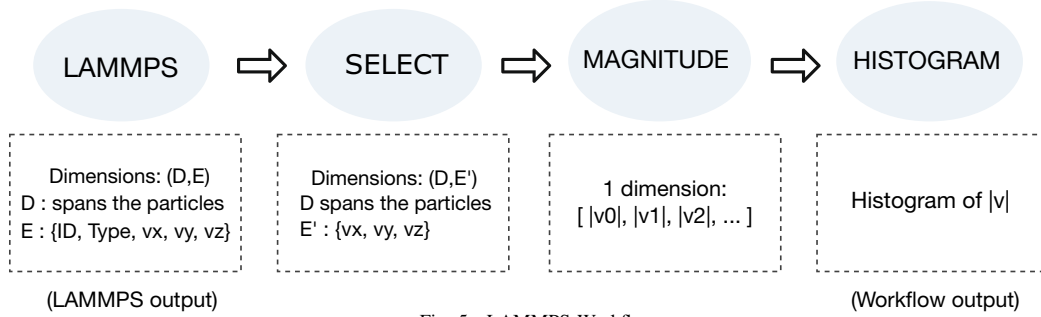 LAMMPS
SELECT
MAGNITUDE
HISTOGRAM
Dimensions: (D,E)
D : spans the particles
E : {ID, Type, vx, vy, vz}
Dimensions: (D,E')
D spans the particles
E' : {vx, vy, vz}
1 dimension:
[ |v0|, |v1|, |v2|, ... ]
Histogram of |v|
(LAMMPS output)
(Workflow output)